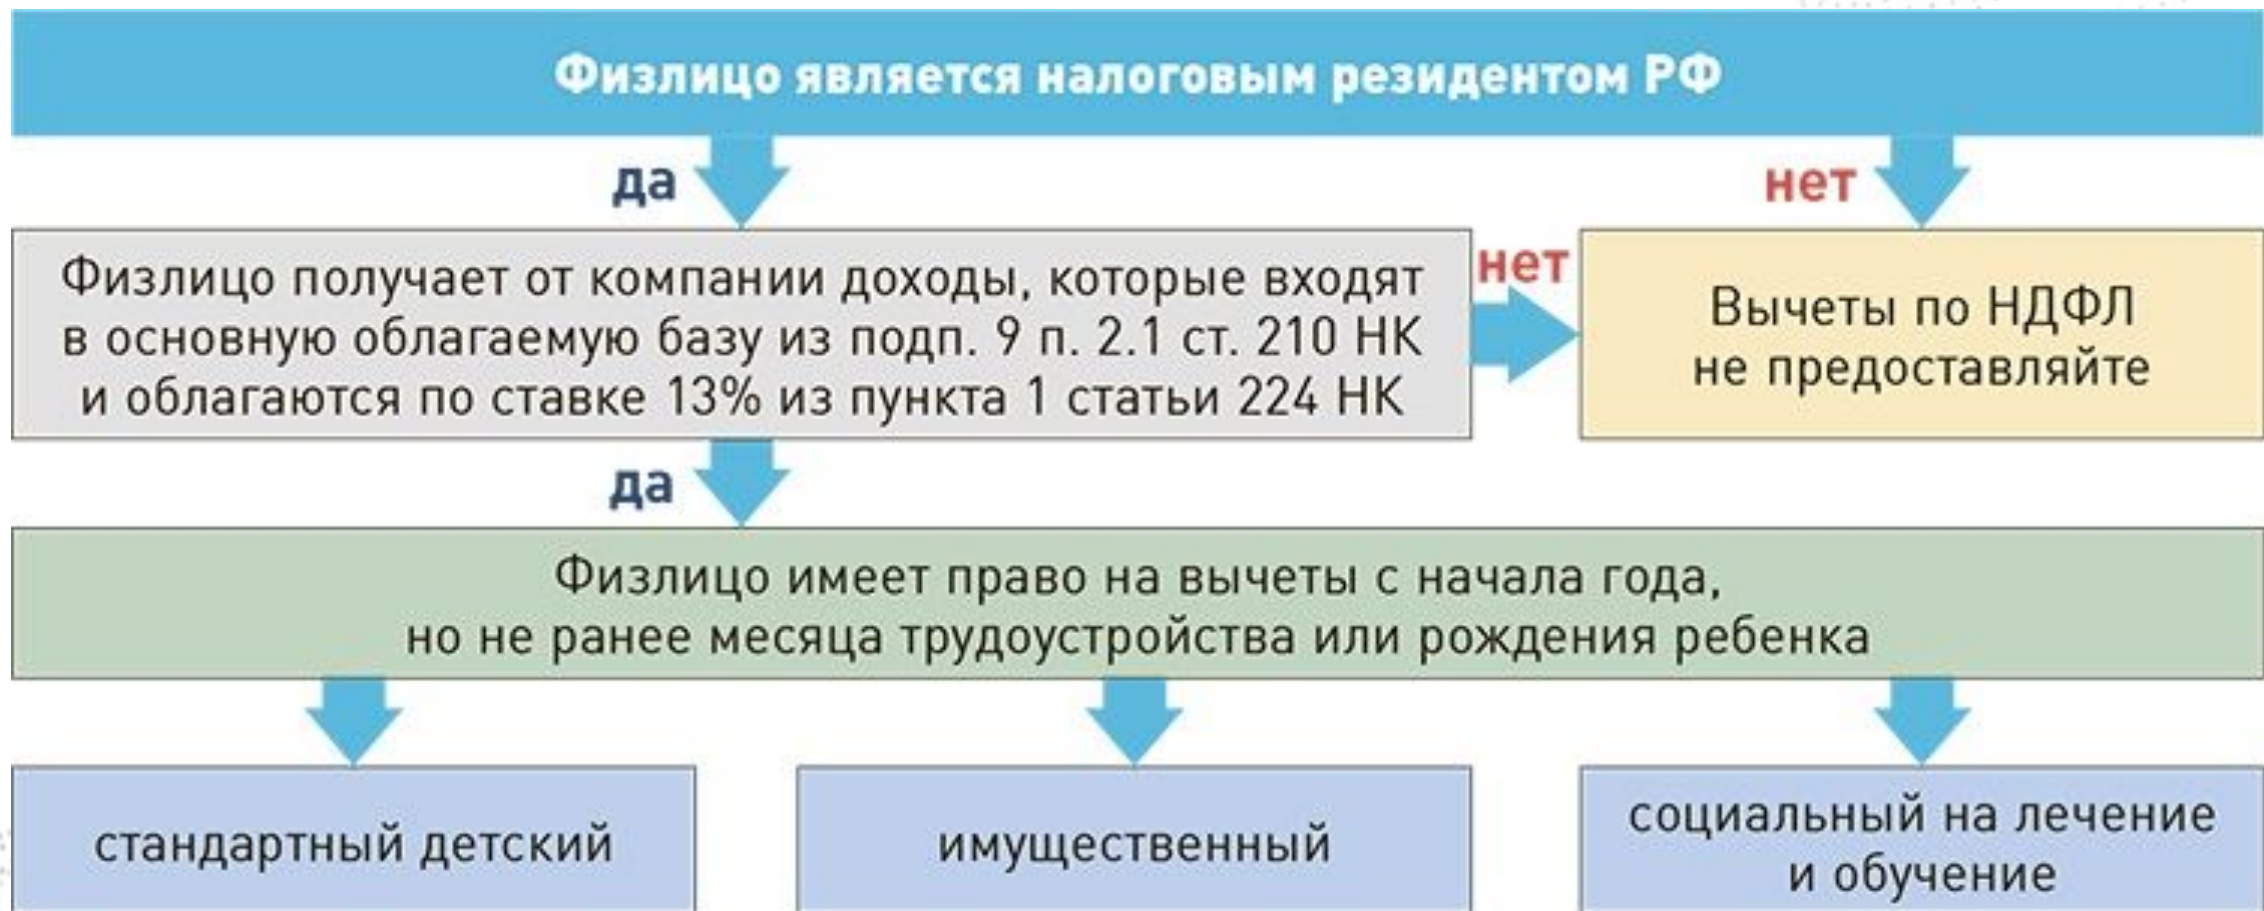 Физлицо является налоговым резидентом РФ
да
нет
Физлицо получает от компании доходы, которые входят
в основную облагаемую базу из подп. 9 п. 2.1 ст. 210 НК
и облагаются по ставке 13% из пункта 1 статьи 224 НК
нет
Вычеты по НДФЛ
не предоставляйте
да
Физлицо имеет право на вычеты с начала года,
но не ранее месяца трудоустройства или рождения ребенка
стандартный детский
имущественный
социальный на лечение
и обучение